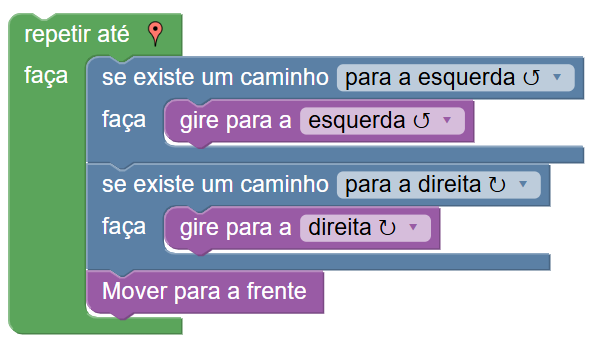 repetir até
faça
se existe um caminho para a esquerda ↺
faça gire para a esquerda ↺
se existe um caminho para a direita ↻
faça gire para a direita ↻
Mover para a frente